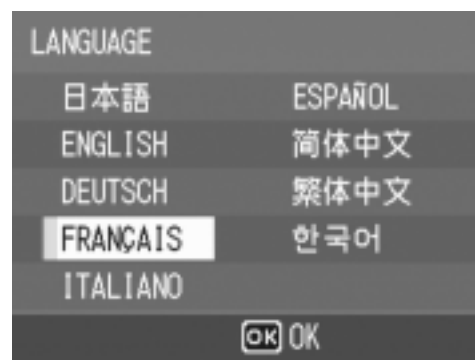 LANGUAGE
日本語 ESPAÑOL
ENGLISH 简体中文
DEUTSCH 繁体中文
FRANÇAIS 한국어
ITALIANO
OK OK